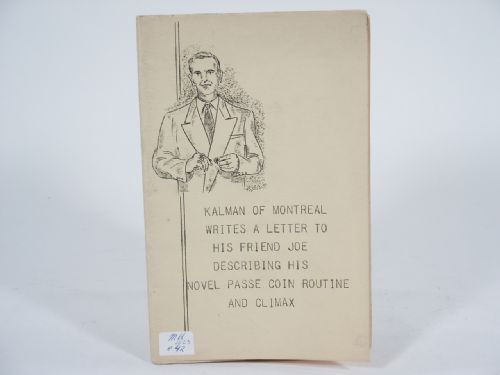 KALMAN OF MONTREAL
WRITES A LETTER TO
HIS FRIEND JOE
DESCRIBING HIS
NOVEL PASSE COIN ROUTINE
AND CLIMAX